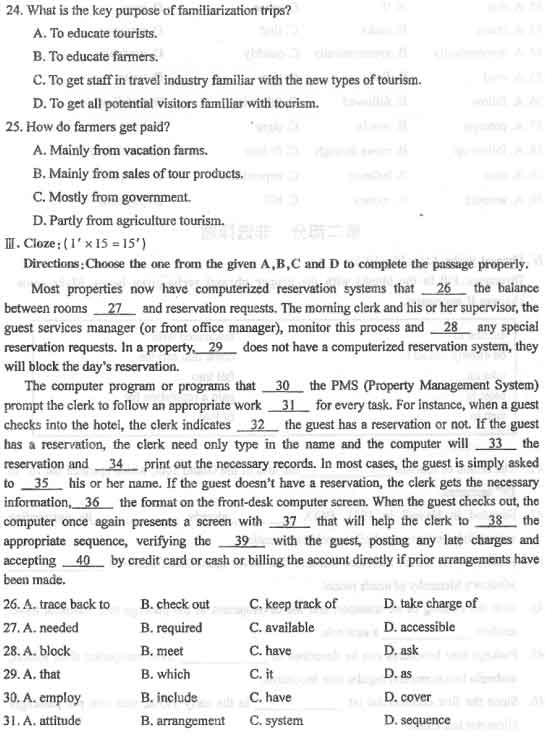 24. What is the key purpose of familiarization trips?
A. To educate tourists.
B. To educate farmers.
C. To get staff in travel industry familiar with the new types of tourism.
D. To get all potential visitors familiar with tourism.
25. How do farmers get paid?
A. Mainly from vacation farms.
B. Mainly from sales of tour products.
C. Mostly from government.
D. Partly from agriculture tourism.
Ⅲ. Cloze: (1′ × 15 = 15′)
Directions: Choose the one from the given A, B, C and D to complete the passage properly.
Most properties now have computerized reservation systems that 26 the balance
between rooms 27 and reservation requests. The morning clerk and his or her supervisor, the
guest services manager (or front office manager), monitor this process and 28 any special
reservation requests. In a property, 29 does not have a computerized reservation system, they
will block the day's reservation.
The computer program or programs that 30 the PMS (Property Management System)
prompt the clerk to follow an appropriate work 31 for every task. For instance, when a guest
checks into the hotel, the clerk indicates 32 the guest has a reservation or not. If the guest
has a reservation, the clerk need only type in the name and the computer will 33 the
reservation and 34 print out the necessary records. In most cases, the guest is simply asked
to 35 his or her name. If the guest doesn't have a reservation, the clerk gets the necessary
information, 36 the format on the front-desk computer screen. When the guest checks out, the
computer once again presents a screen with 37 that will help the clerk to 38 the
appropriate sequence, verifying the 39 with the guest, posting any late charges and
accepting 40 by credit card or cash or billing the account directly if prior arrangements have
been made.
26. A. trace back to B. check out C. keep track of D. take charge of
27. A. needed B. required C. available D. accessible
28. A. block B. meet C. have D. ask
29. A. that B. which C. it D. as
30. A. employ B. include C. have D. cover
31. A. attitude B. arrangement C. system D. sequence